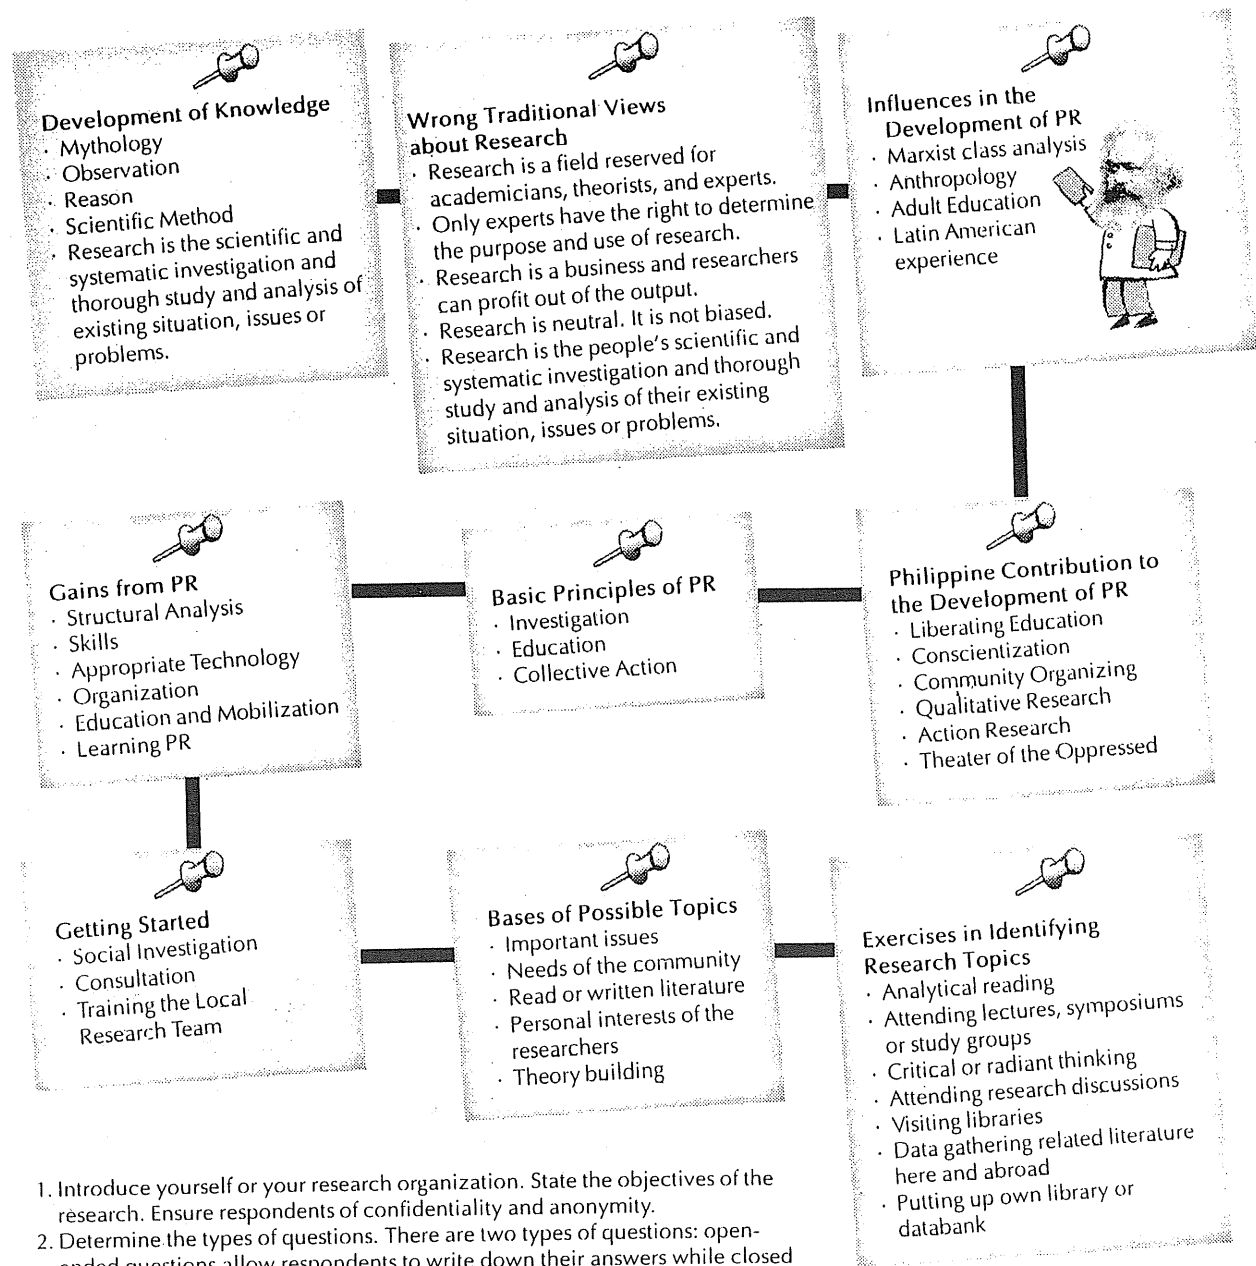 Development of Knowledge
· Mythology
· Observation
· Reason
· Scientific Method
· Research is the scientific and
systematic investigation and
thorough study and analysis of
existing situation, issues or
problems.
Wrong Traditional Views
about Research
· Research is a field reserved for
academicians, theorists, and experts.
· Only experts have the right to determine
the purpose and use of research.
· Research is a business and researchers
can profit out of the output.
· Research is neutral. It is not biased.
· Research is the people's scientific and
systematic investigation and thorough
study and analysis of their existing
situation, issues or problems.
Influences in the
Development of PR
· Marxist class analysis
· Anthropology
· Adult Education
· Latin American
experience
Gains from PR
· Structural Analysis
· Skills
· Appropriate Technology
· Organization
· Education and Mobilization
· Learning PR
Basic Principles of PR
· Investigation
· Education
· Collective Action
Philippine Contribution to
the Development of PR
· Liberating Education
· Conscientization
· Community Organizing
· Qualitative Research
· Action Research
· Theater of the Oppressed
Getting Started
· Social Investigation
· Consultation
· Training the Local
Research Team
Bases of Possible Topics
· Important issues
· Needs of the community
· Read or written literature
· Personal interests of the
researchers
· Theory building
Exercises in Identifying
Research Topics
· Analytical reading
· Attending lectures, symposiums
or study groups
· Critical or radiant thinking
· Attending research discussions
· Visiting libraries
· Data gathering related literature
here and abroad
· Putting up own library or
databank
1. Introduce yourself or your research organization. State the objectives of the
research. Ensure respondents of confidentiality and anonymity.
2. Determine the types of questions. There are two types of questions: open-
ended questions allow respondents to write down their answers while closed